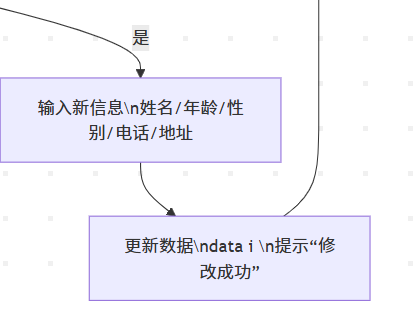 是
输入新信息\n姓名/年龄/性
别/电话/地址
更新数据\ndata i \n提示“修
改成功”